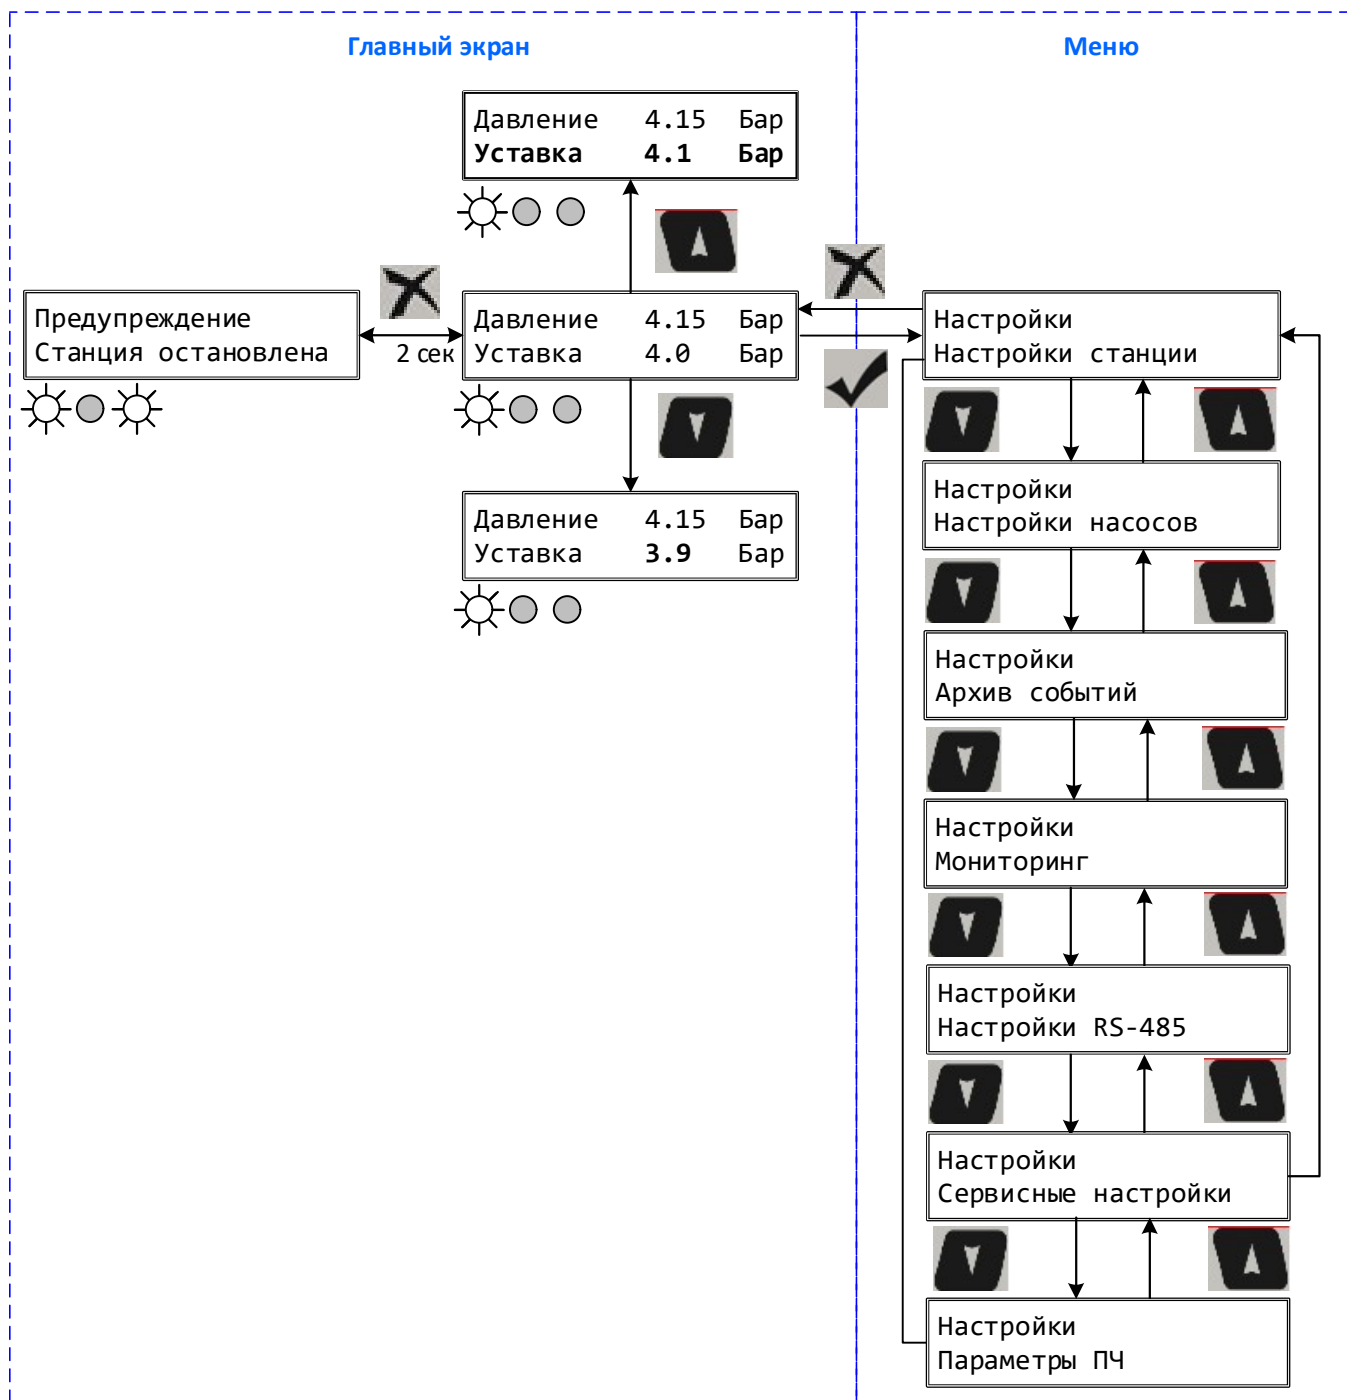 Главный экран
Меню
Давление 4.15 Бар
Уставка 4.1 Бар
Предупреждение
Станция остановлена
2 сек
Давление 4.15 Бар
Уставка 4.0 Бар
Давление 4.15 Бар
Уставка 3.9 Бар
Настройки
Настройки станции
Настройки
Настройки насосов
Настройки
Архив событий
Настройки
Мониторинг
Настройки
Настройки RS-485
Настройки
Сервисные настройки
Настройки
Параметры ПЧ